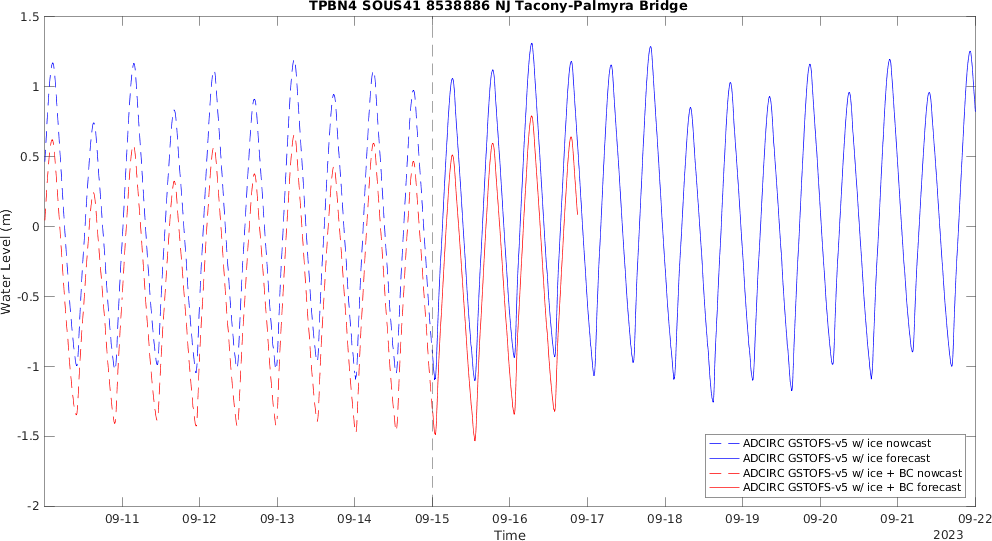 TPBN4 SOUS41 8538886 NJ Tacony-Palmyra Bridge
1.5
1
0.5
0
-0.5
-1
-1.5
-2
Water Level (m)
09-11 09-12 09-13 09-14 09-15 09-16 09-17 09-18 09-19 09-20 09-21 09-22
Time
2023
ADCIRC GSTOFS-v5 w/ ice nowcast
ADCIRC GSTOFS-v5 w/ ice forecast
ADCIRC GSTOFS-v5 w/ ice + BC nowcast
ADCIRC GSTOFS-v5 w/ ice + BC forecast